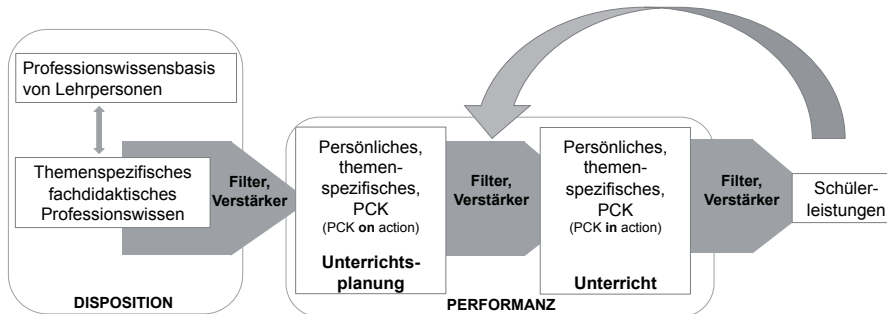 Professionswissensbasis
von Lehrpersonen
Themenspezifisches
fachdidaktisches
Professionswissen
DISPOSITION
Filter,
Verstärker
Persönliches,
themen-
spezifisches,
PCK
(PCK on action)
Unterrichts-
planung
Filter,
Verstärker
Persönliches,
themen-
spezifisches,
PCK
(PCK in action)
Unterricht
PERFORMANZ
Filter,
Verstärker
Schüler-
leistungen